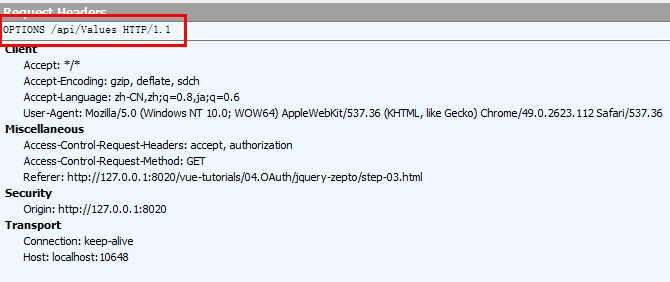 Request Headers
OPTIONS /api/Values HTTP/1.1
Client
Accept: */*
Accept-Encoding: gzip, deflate, sdch
Accept-Language: zh-CN,zh;q=0.8,ja;q=0.6
User-Agent: Mozilla/5.0 (Windows NT 10.0; WOW64) AppleWebKit/537.36 (KHTML, like Gecko) Chrome/49.0.2623.112 Safari/537.36
Miscellaneous
Access-Control-Request-Headers: accept, authorization
Access-Control-Request-Method: GET
Referer: http://127.0.0.1:8020/vue-tutorials/04.OAuth/jquery-zepto/step-03.html
Security
Origin: http://127.0.0.1:8020
Transport
Connection: keep-alive
Host: localhost:10648